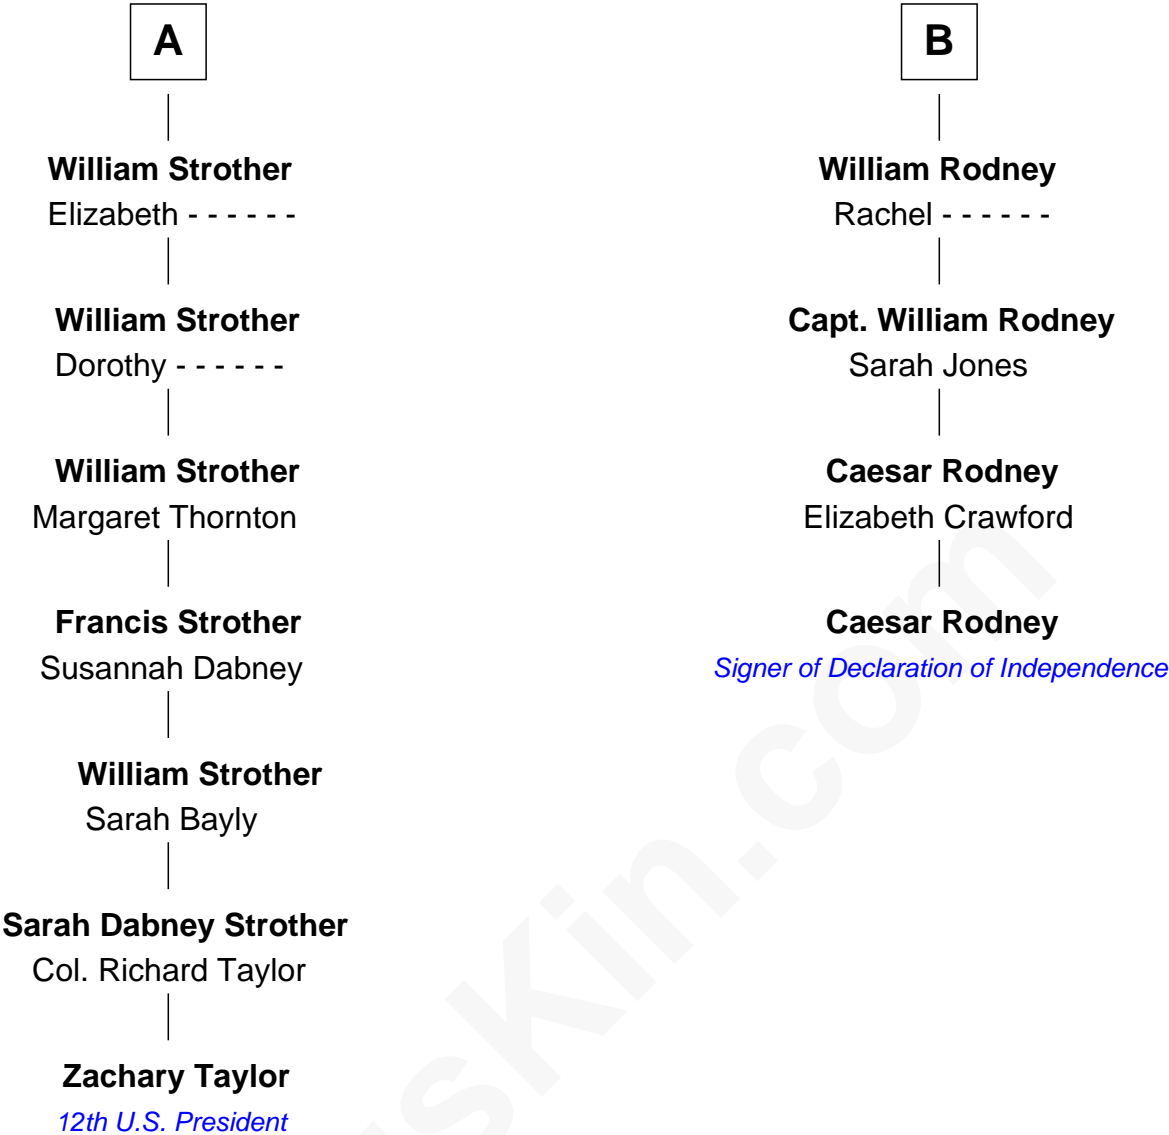 A
William Strother
Elizabeth - - - - - -
William Strother
Dorothy - - - - - -
William Strother
Margaret Thornton
Francis Strother
Susannah Dabney
William Strother
Sarah Bayly
Sarah Dabney Strother
Col. Richard Taylor
Zachary Taylor
12th U.S. President
B
William Rodney
Rachel - - - - - -
Capt. William Rodney
Sarah Jones
Caesar Rodney
Elizabeth Crawford
Caesar Rodney
Signer of Declaration of Independence
sKin.com